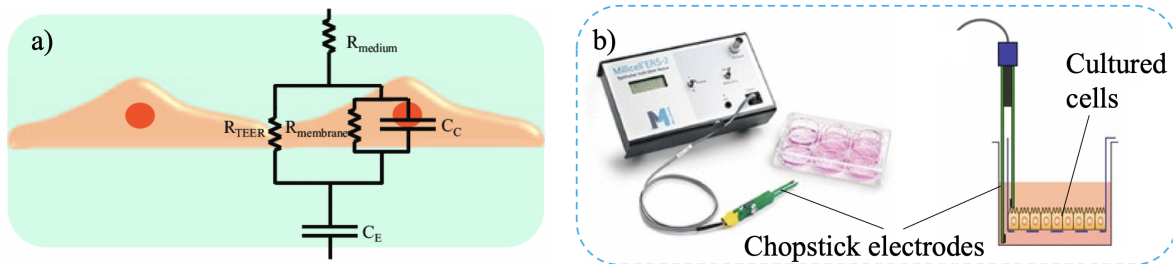 a)
R_medium
R_TEER
R_membrane
C_C
C_E
b)
Millicell ERS-2
M
Cultured
cells
Chopstick electrodes